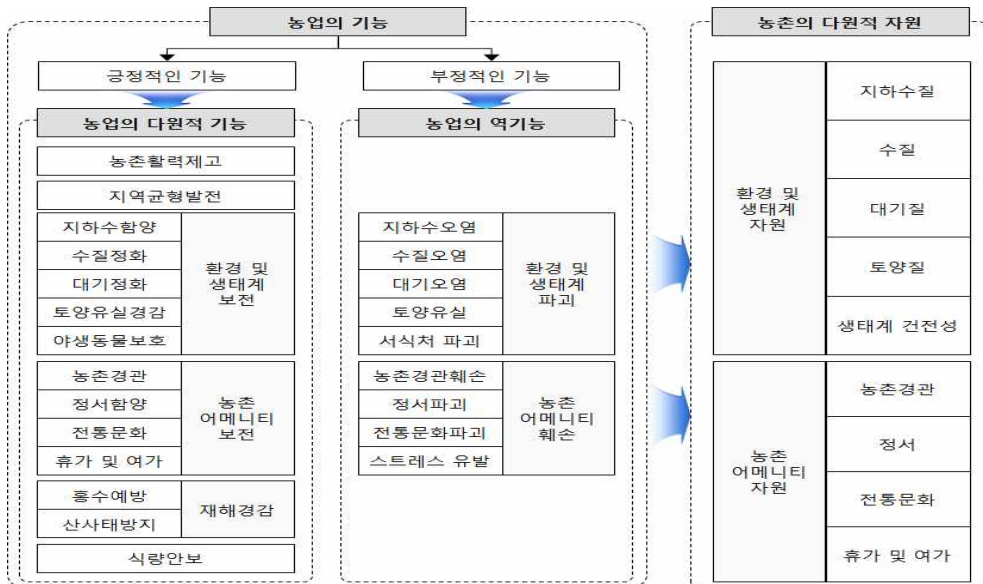 농업의 기능
긍정적인 기능
부정적인 기능
농업의 다원적 기능
농촌활력제고
지역균형발전
지하수함양
수질정화
대기정화
토양유실경감
야생동물보호
환경 및
생태계
보전
농촌경관
정서함양
전통문화
휴가 및 여가
농촌
어메니티
보전
홍수예방
산사태방지
재해경감
식량안보
농업의 역기능
지하수오염
수질오염
대기오염
토양유실
서식처 파괴
환경 및
생태계
파괴
농촌경관훼손
정서파괴
전통문화파괴
스트레스 유발
농촌
어메니티
훼손
농촌의 다원적 자원
환경 및
생태계
자원
지하수질
수질
대기질
토양질
생태계 건전성
농촌
어메니티
자원
농촌경관
정서
전통문화
휴가 및 여가